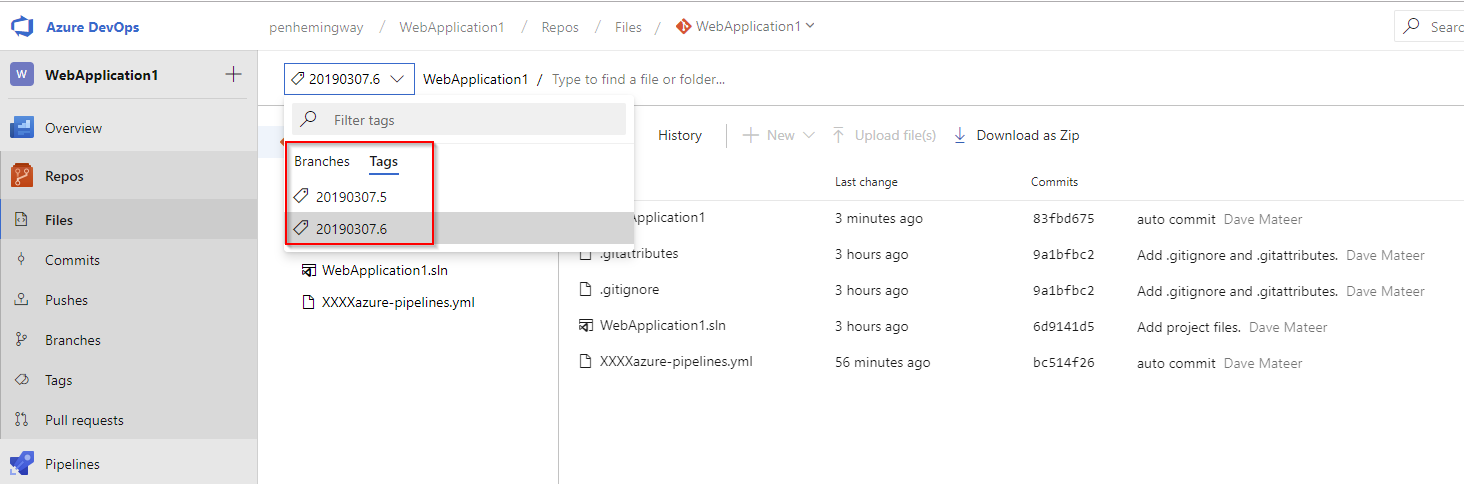 Azure DevOps
penhemingway / WebApplication1 / Repos / Files / WebApplication1
Searc
W WebApplication1
20190307.6 WebApplication1 / Type to find a file or folder...
Filter tags
Overview
History New Upload file(s) Download as Zip
Branches Tags
Repos
Last change Commits
20190307.5
Files
Application1 3 minutes ago 83fbd675 auto commit Dave Mateer
20190307.6
.gitattributes 3 hours ago 9a1bfbc2 Add .gitignore and .gitattributes. Dave Mateer
Commits
WebApplication1.sln
.gitignore 3 hours ago 9a1bfbc2 Add .gitignore and .gitattributes. Dave Mateer
Pushes
XXXXazure-pipelines.yml
WebApplication1.sln 3 hours ago 6d9141d5 Add project files. Dave Mateer
Branches
XXXXazure-pipelines.yml 56 minutes ago bc514f26 auto commit Dave Mateer
Tags
Pull requests
Pipelines